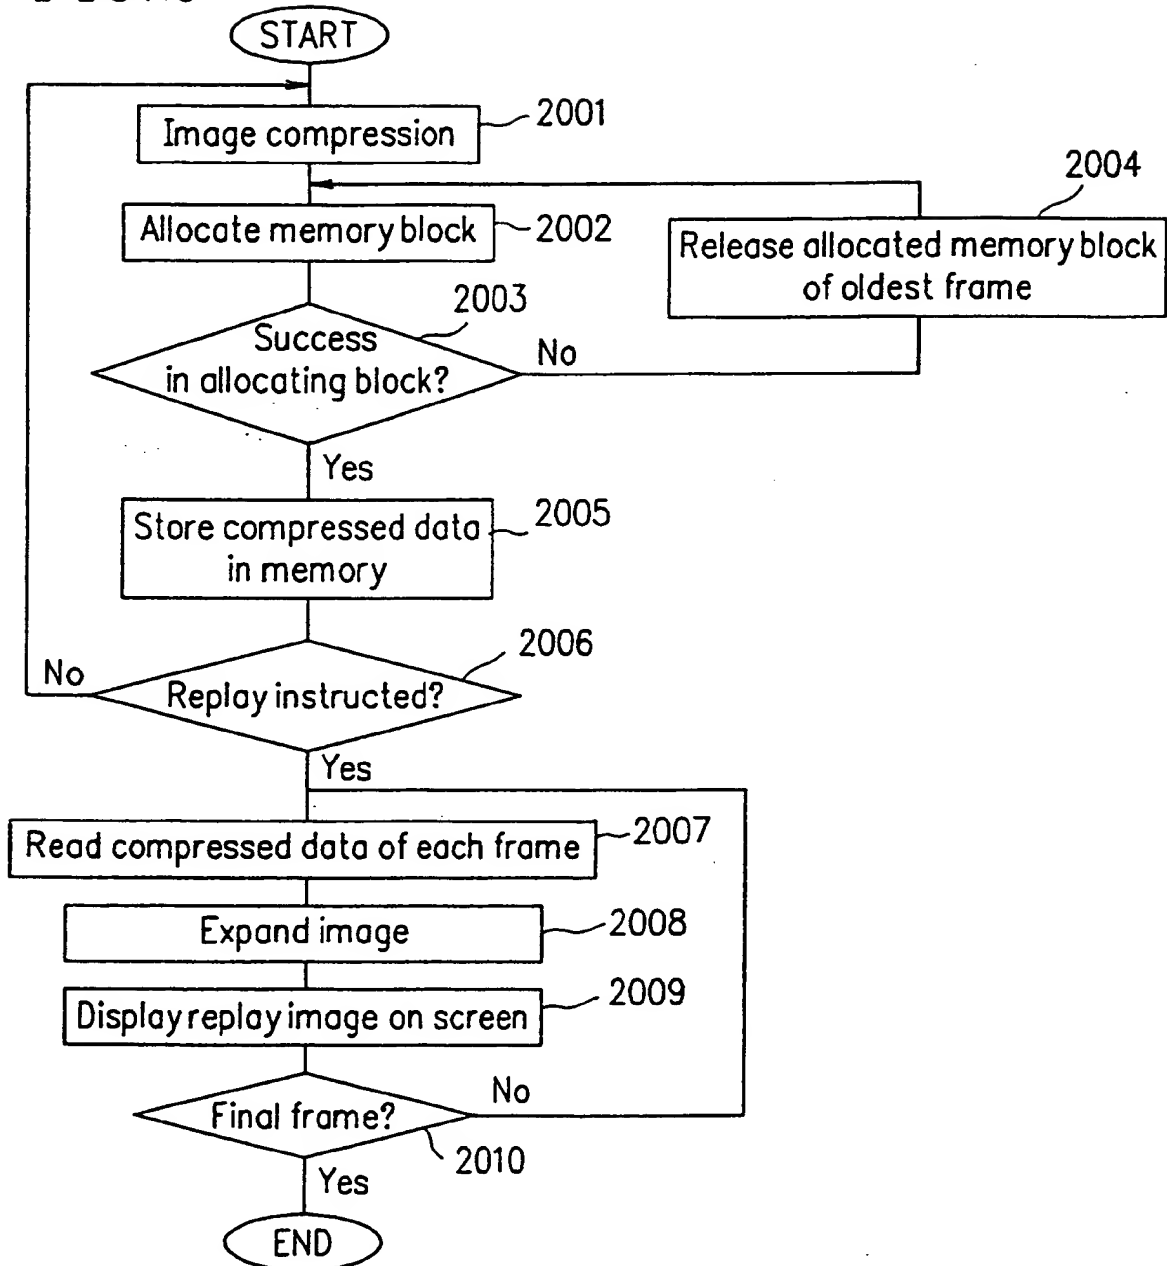 START
Image compression
2001
2004
Allocate memory block
2002
Release allocated memory block
of oldest frame
2003
Success
in allocating block?
No
Yes
Store compressed data
in memory
2005
2006
No
Replay instructed?
Yes
Read compressed data of each frame
2007
Expand image
2008
Display replay image on screen
2009
Final frame?
No
2010
Yes
END